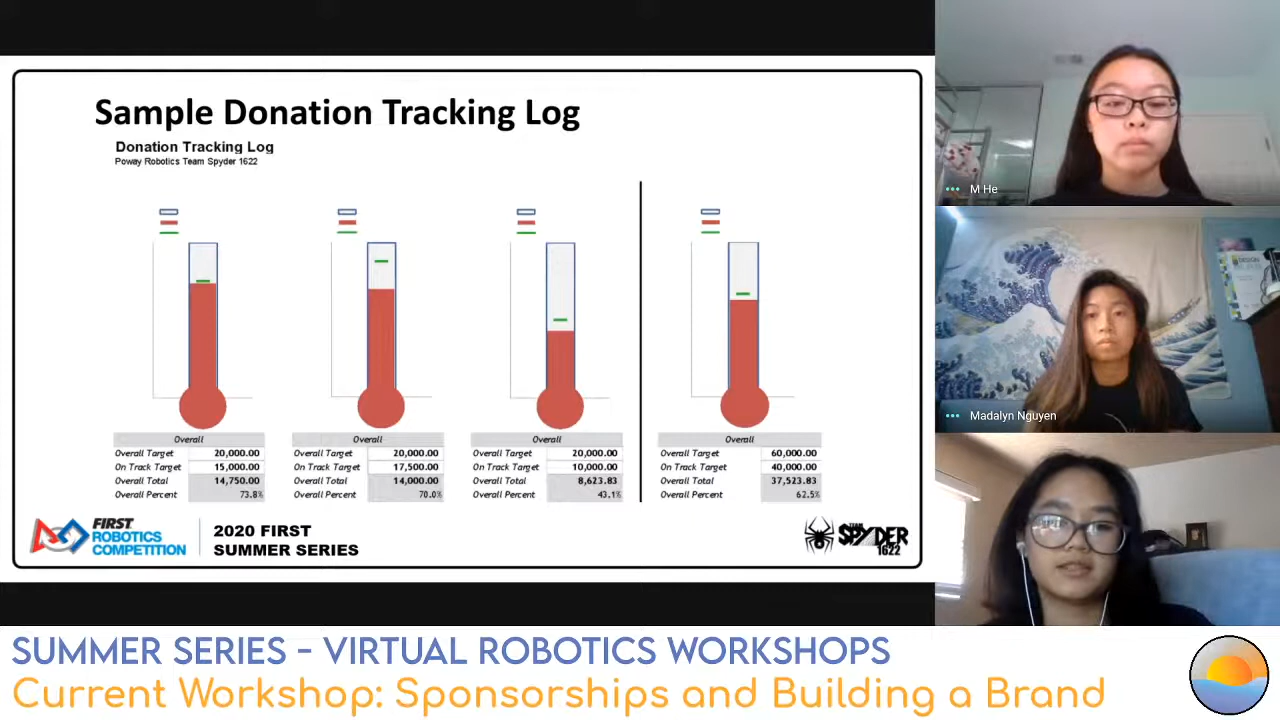 Sample Donation Tracking Log
Donation Tracking Log
Poway Robotics Team Spyder 1622
Overall
Overall Target 20,000.00
On Track Target 15,000.00
Overall Total 14,750.00
Overall Percent 73.8%
Overall
Overall Target 20,000.00
On Track Target 17,500.00
Overall Total 14,000.00
Overall Percent 70.0%
Overall
Overall Target 20,000.00
On Track Target 10,000.00
Overall Total 8,623.83
Overall Percent 43.1%
Overall
Overall Target 60,000.00
On Track Target 40,000.00
Overall Total 37,523.83
Overall Percent 62.5%
FIRST
ROBOTICS
COMPETITION
2020 FIRST
SUMMER SERIES
TEAM
SPYDER
1622
M He
Madalyn Nguyen
SUMMER SERIES - VIRTUAL ROBOTICS WORKSHOPS
Current Workshop: Sponsorships and Building a Brand